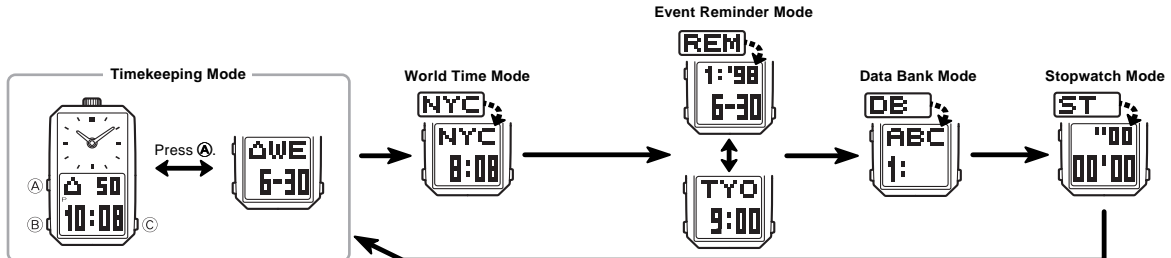 Event Reminder Mode
REM
Timekeeping Mode
World Time Mode
Data Bank Mode
Stopwatch Mode
1: '98
6-30
NYC
DB
ST
Press Ⓐ.
WE
6-30
NYC
8:08
ABC
1:
"00
00'00
Ⓐ
50
P
10:08
Ⓑ
Ⓒ
TYO
9:00